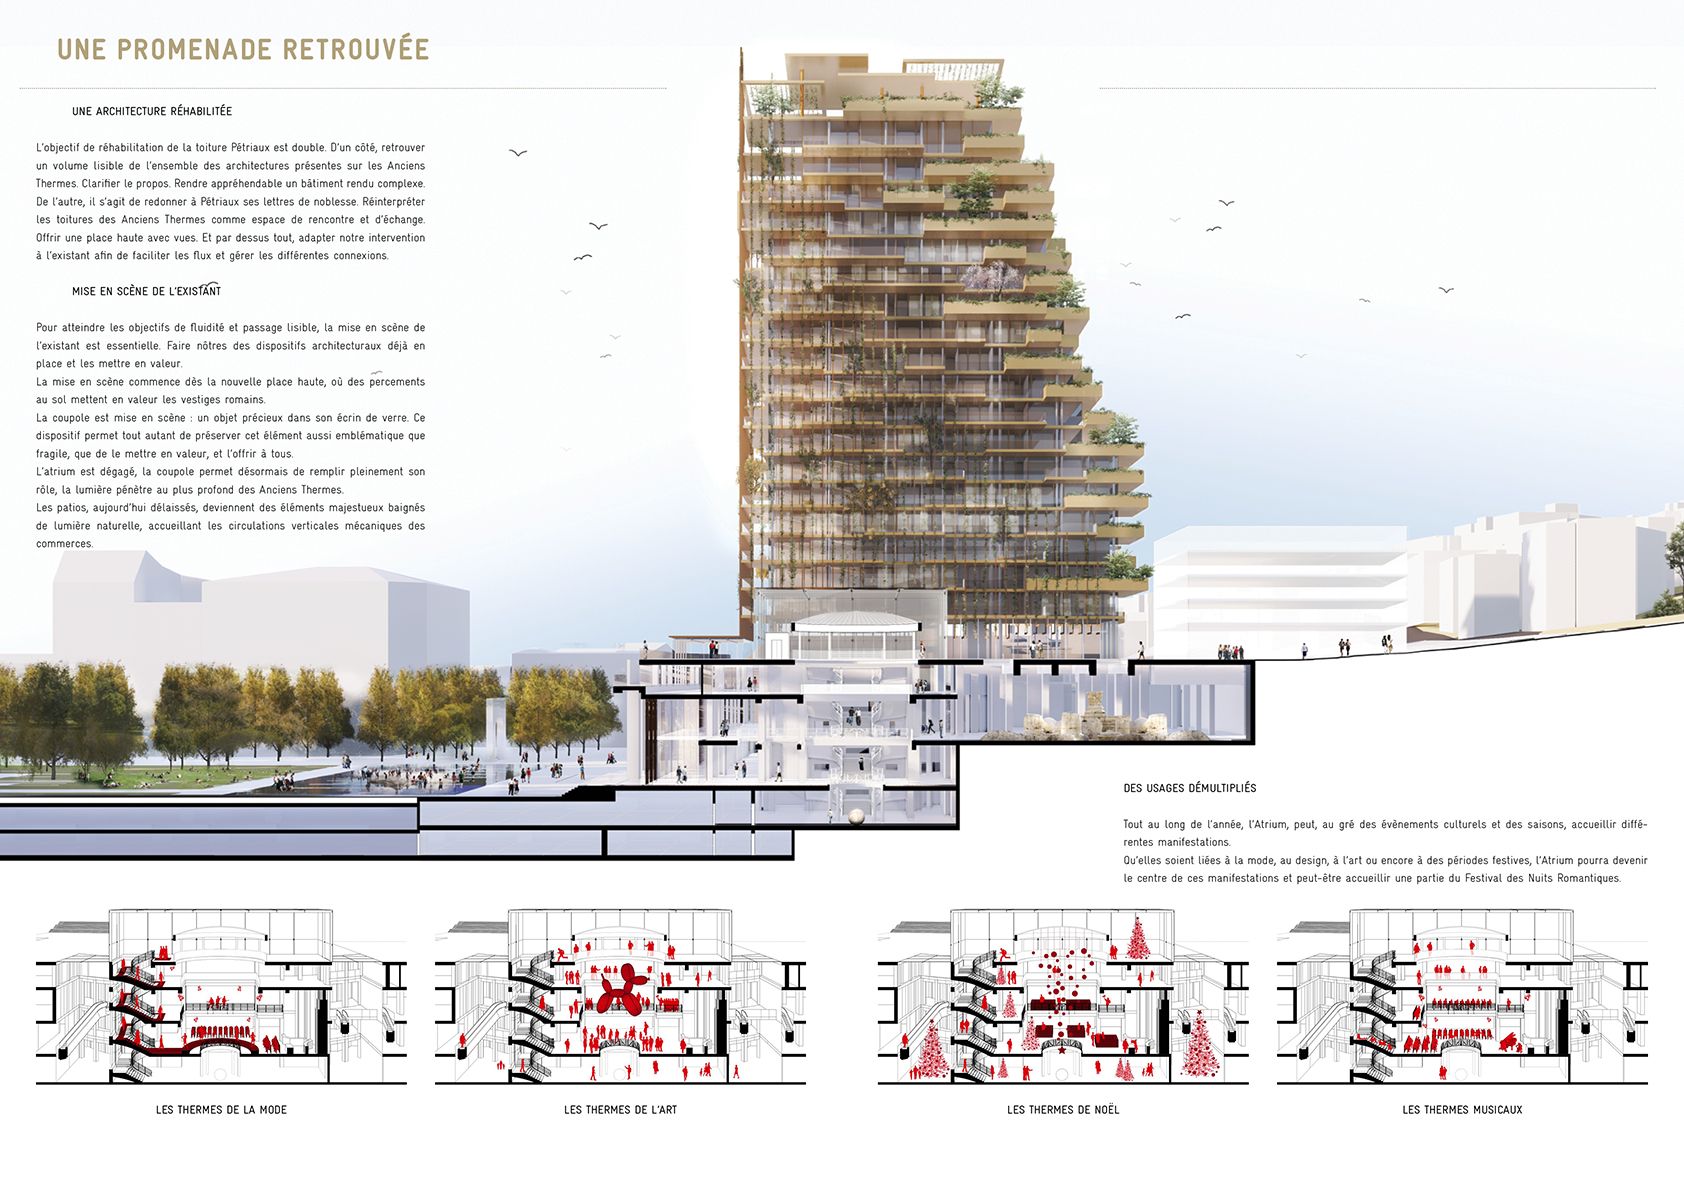 UNE PROMENADE RETROUVÉE
UNE ARCHITECTURE RÉHABILITÉE
L'objectif de réhabilitation de la toiture Pétriaux est double. D'un côté, retrouver
un volume lisible de l'ensemble des architectures présentes sur les Anciens
Thermes. Clarifier le propos. Rendre appréhendable un bâtiment rendu complexe.
De l'autre, il s'agit de redonner à Pétriaux ses lettres de noblesse. Réinterpréter
les toitures des Anciens Thermes comme espace de rencontre et d'échange.
Offrir une place haute avec vues. Et par dessus tout, adapter notre intervention
à l'existant afin de faciliter les flux et gérer les différentes connexions.
MISE EN SCÈNE DE L'EXISTANT
Pour atteindre les objectifs de fluidité et passage lisible, la mise en scène de
l'existant est essentielle. Faire nôtres des dispositifs architecturaux déjà en
place et les mettre en valeur.
La mise en scène commence dès la nouvelle place haute, où des percements
au sol mettent en valeur les vestiges romains.
La coupole est mise en scène : un objet précieux dans son écrin de verre. Ce
dispositif permet tout autant de préserver cet élément aussi emblématique que
fragile, que de le mettre en valeur, et l'offrir à tous.
L'atrium est dégagé, la coupole permet désormais de remplir pleinement son
rôle, la lumière pénètre au plus profond des Anciens Thermes.
Les patios, aujourd'hui délaissés, deviennent des éléments majestueux baignés
de lumière naturelle, accueillant les circulations verticales mécaniques des
commerces.
DES USAGES DÉMULTIPLIÉS
Tout au long de l'année, l'Atrium, peut, au gré des évènements culturels et des saisons, accueillir diffé-
rentes manifestations.
Qu'elles soient liées à la mode, au design, à l'art ou encore à des périodes festives, l'Atrium pourra devenir
le centre de ces manifestations et peut-être accueillir une partie du Festival des Nuits Romantiques.
LES THERMES DE LA MODE
LES THERMES DE L'ART
LES THERMES DE NOËL
LES THERMES MUSICAUX